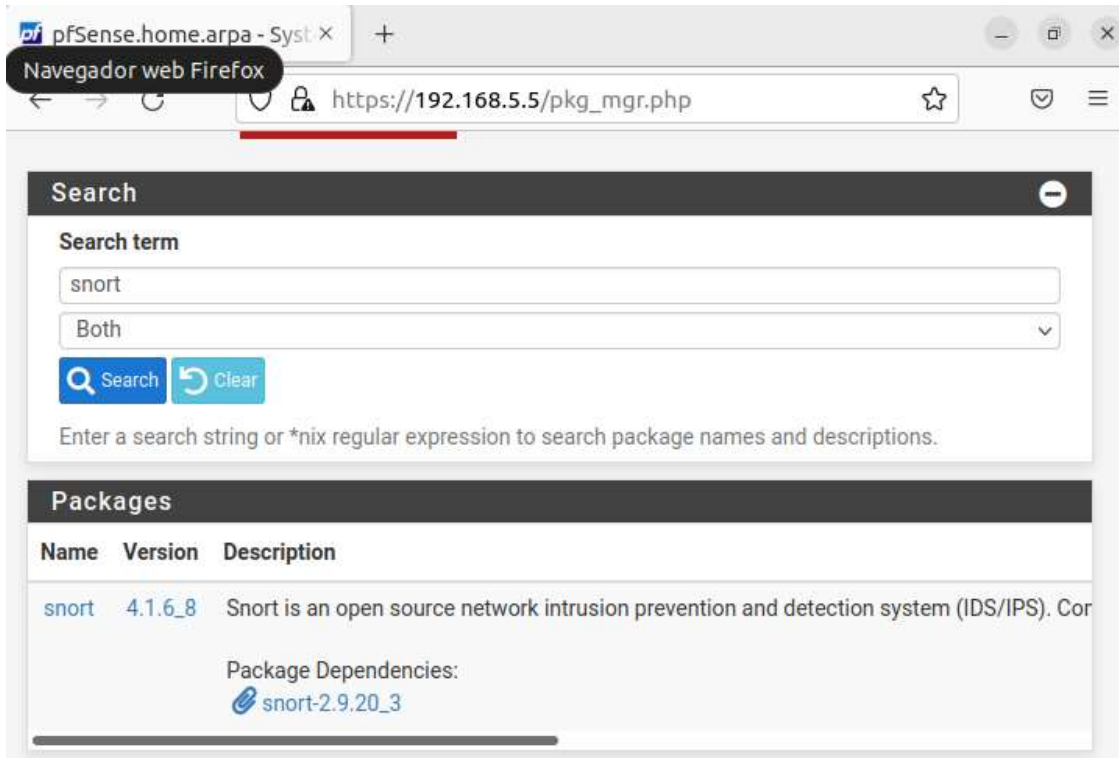 pfSense.home.arpa - Syst
Navegador web Firefox
https://192.168.5.5/pkg_mgr.php
Search
Search term
snort
Both
Search Clear
Enter a search string or *nix regular expression to search package names and descriptions.
Packages
Name Version Description
snort 4.1.6_8 Snort is an open source network intrusion prevention and detection system (IDS/IPS). Cor
Package Dependencies:
snort-2.9.20_3